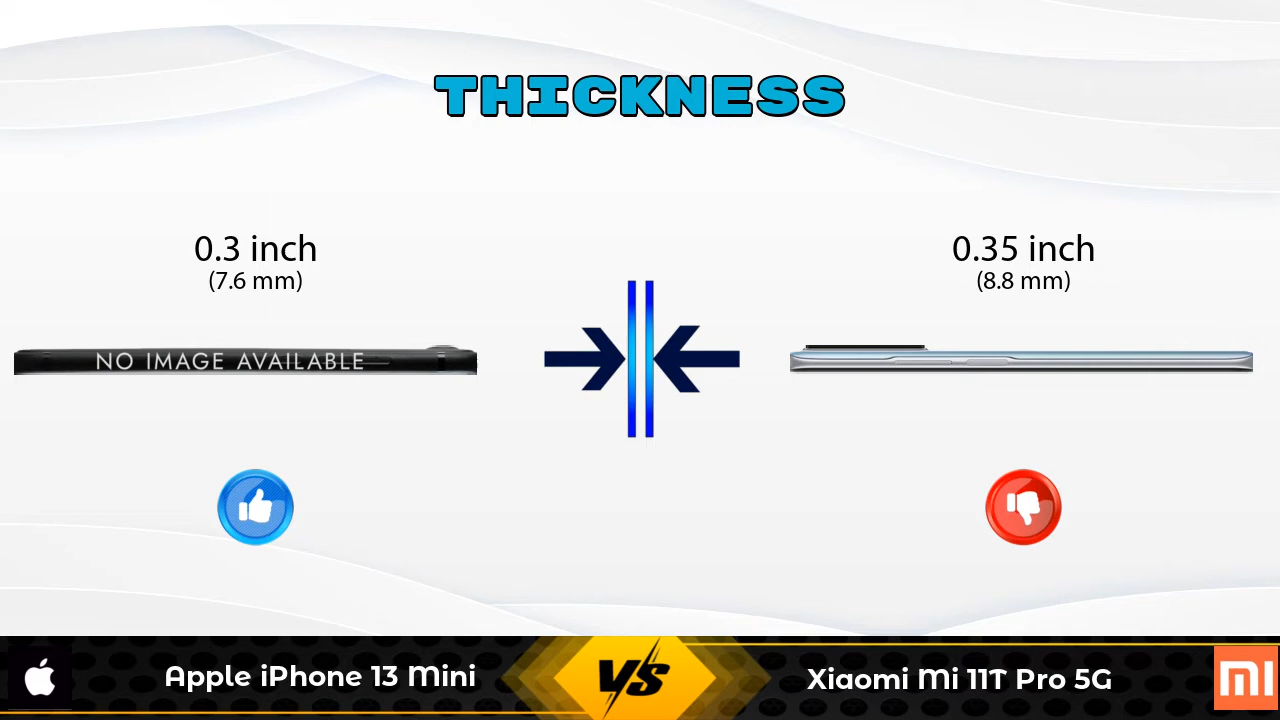 THICKNESS
0.3 inch
(7.6 mm)
0.35 inch
(8.8 mm)
NO IMAGE AVAILABLE
Apple iPhone 13 Mini
VS
Xiaomi Mi 11T Pro 5G
MI